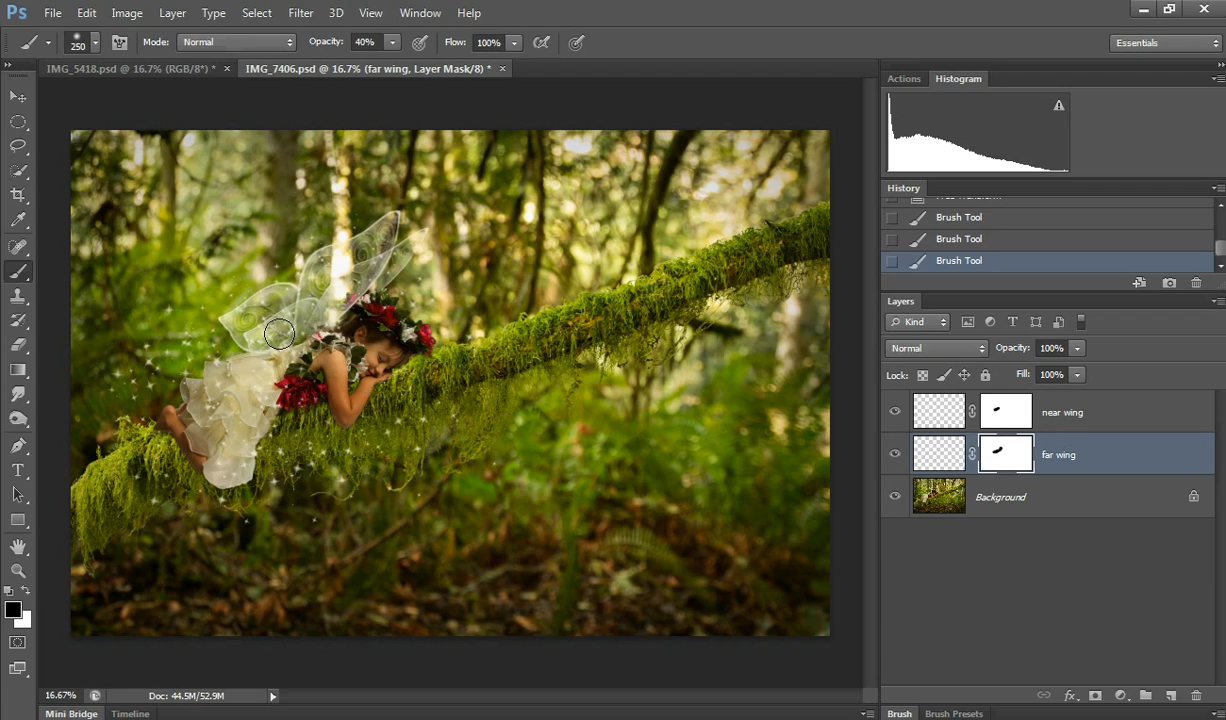 Ps File Edit Image Layer Type Select Filter 3D View Window Help
250 Mode: Normal Opacity: 40% Flow: 100% Essentials
IMG_5418.psd @ 16.7% (RGB/8*) * × IMG_7406.psd @ 16.7% (far wing, Layer Mask/8) * ×
Actions Histogram
History
Brush Tool
Brush Tool
Brush Tool
Layers
Kind
Normal Opacity: 100%
Lock: Fill: 100%
near wing
far wing
Background
16.67% Doc: 44.5M/52.9M
Mini Bridge Timeline Brush Brush Presets